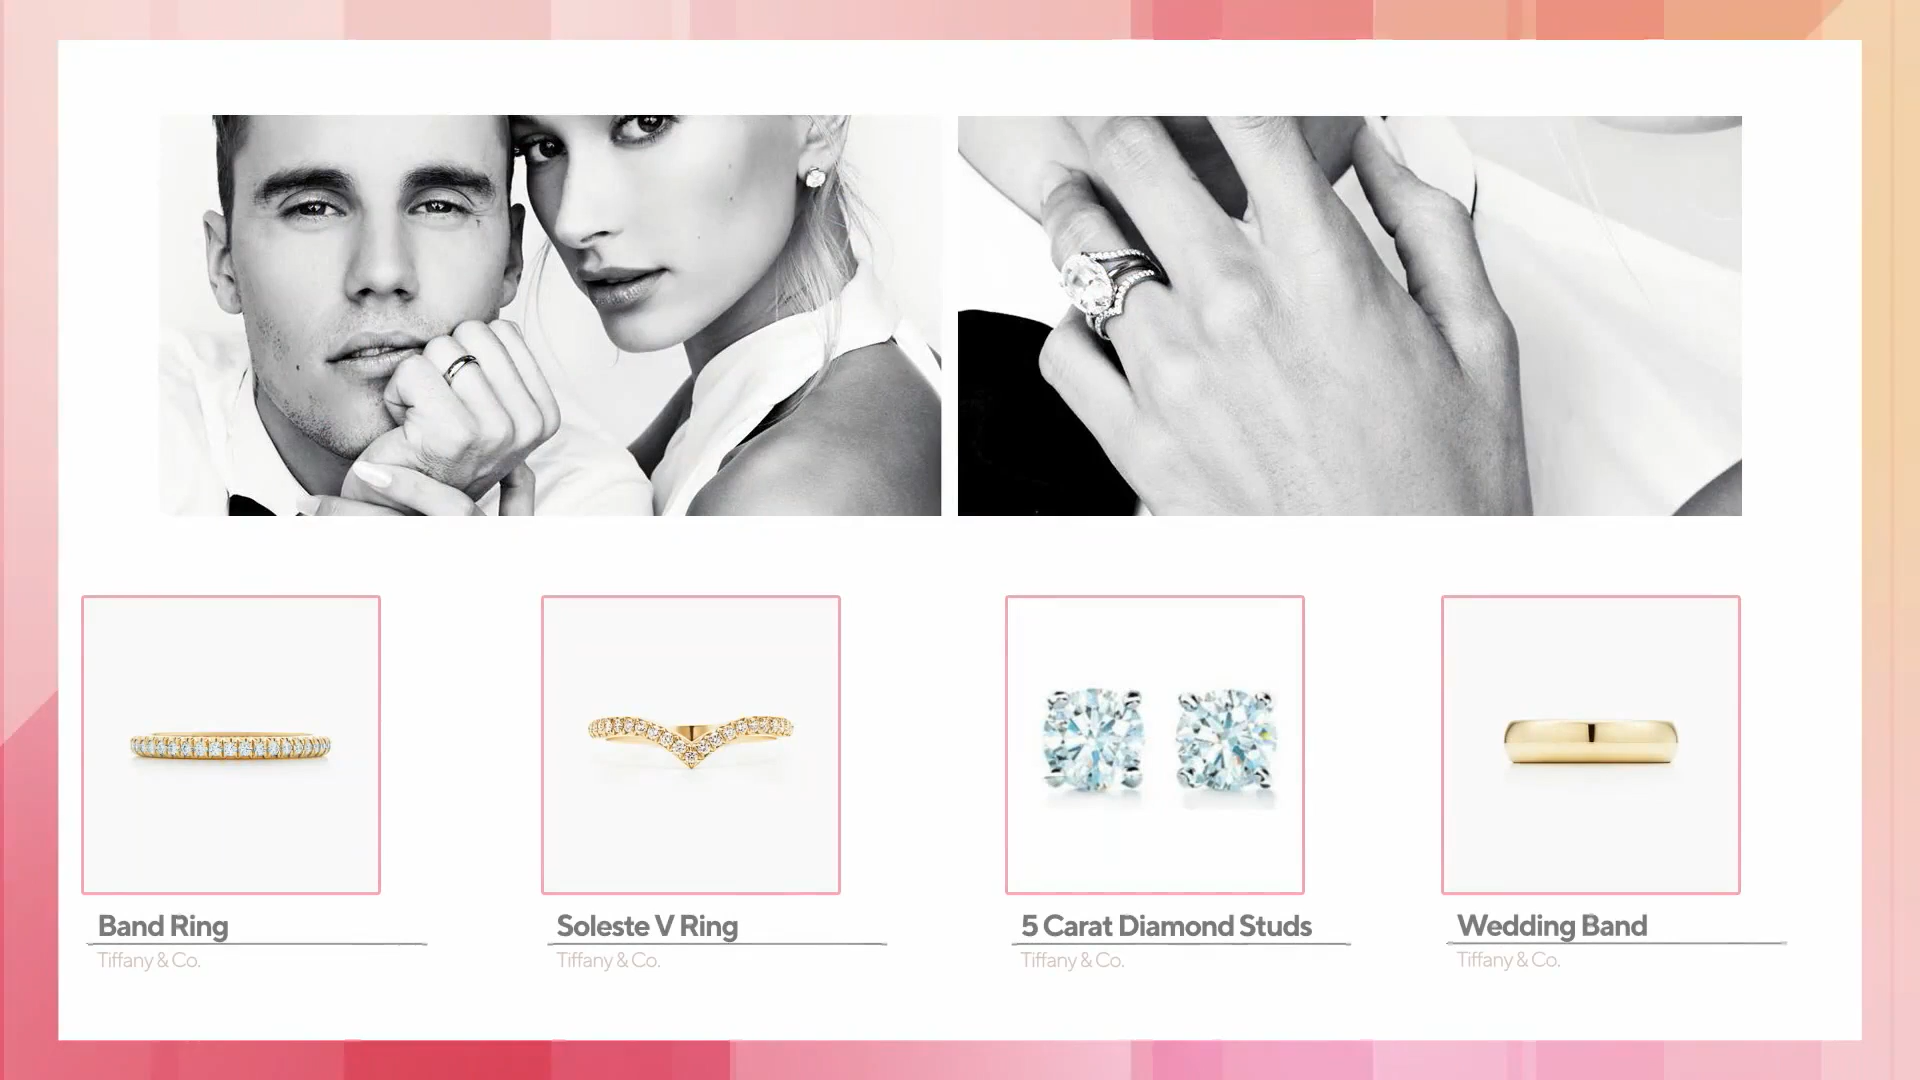 Band Ring
Tiffany & Co.
Soleste V Ring
Tiffany & Co.
5 Carat Diamond Studs
Tiffany & Co.
Wedding Band
Tiffany & Co.